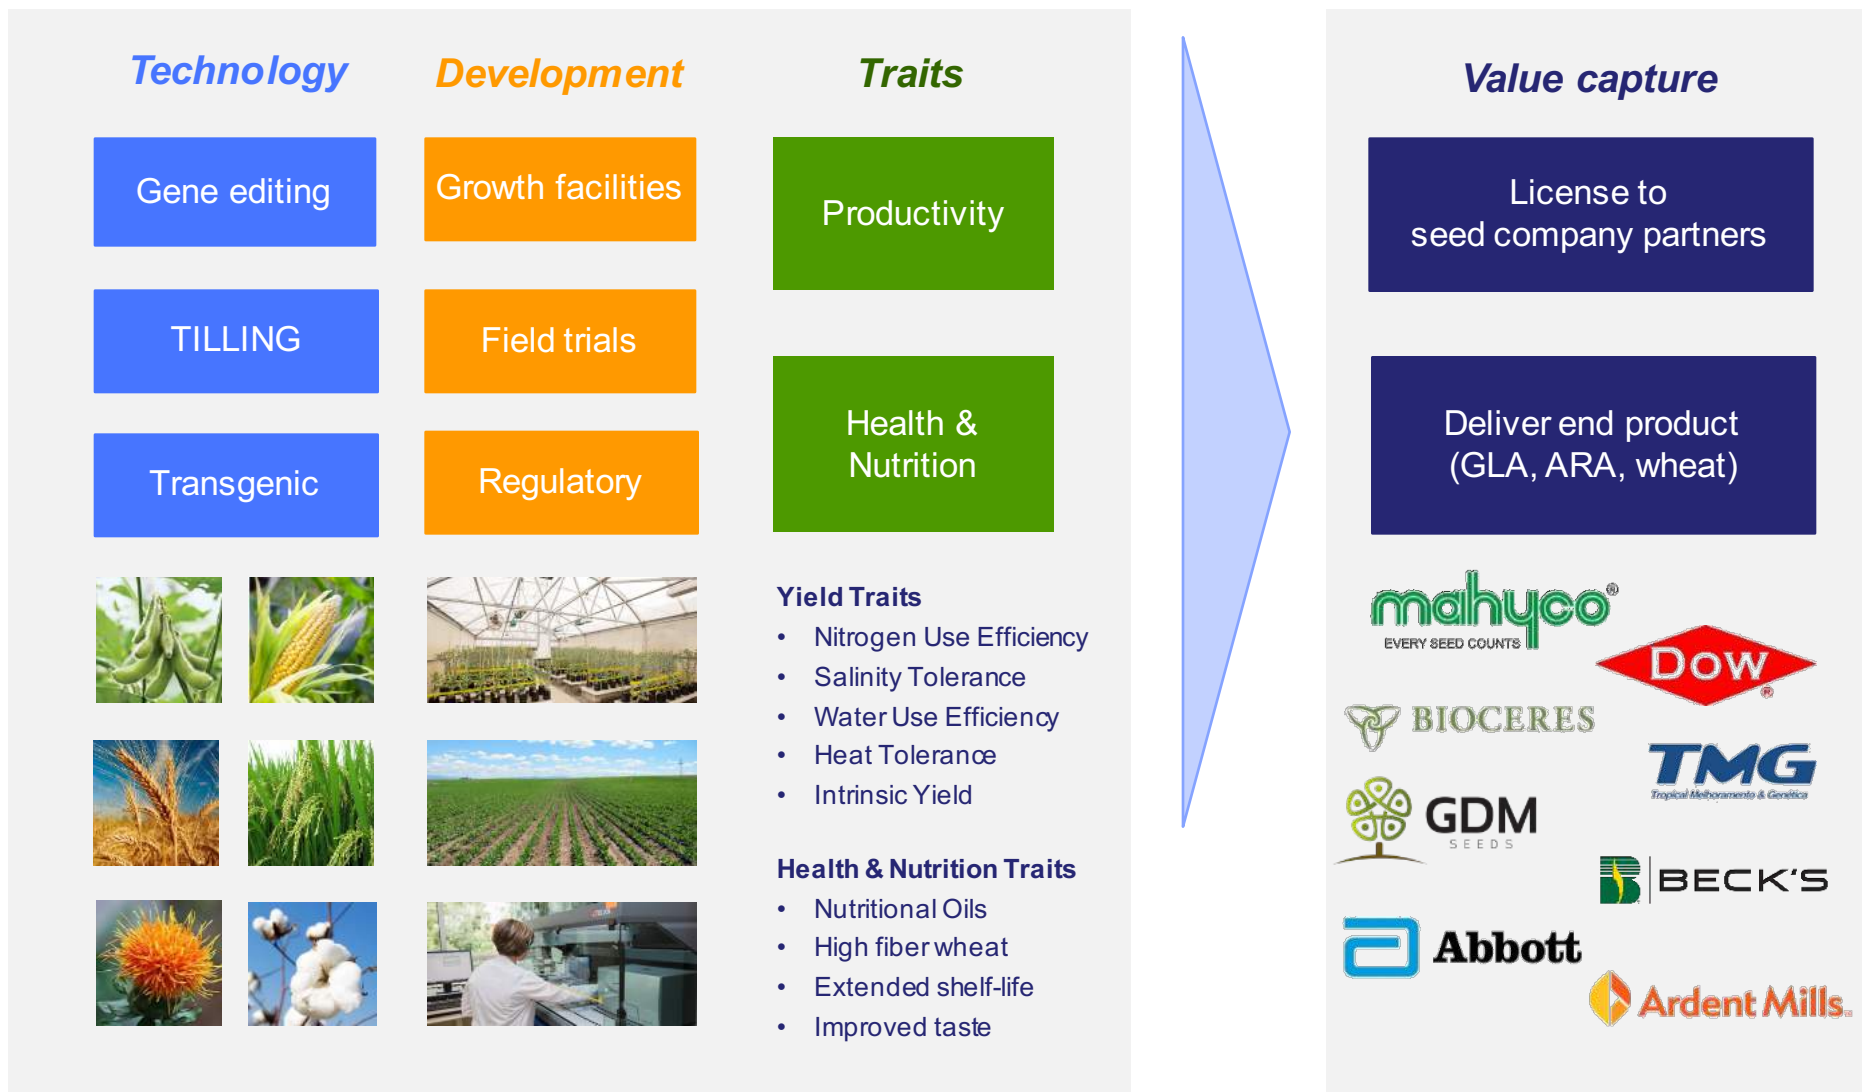 Technology
Development
Traits
Value capture
Gene editing
TILLING
Transgenic
Growth facilities
Field trials
Regulatory
Productivity
Health &
Nutrition
Yield Traits
• Nitrogen Use Efficiency
• Salinity Tolerance
• Water Use Efficiency
• Heat Tolerance
• Intrinsic Yield
Health & Nutrition Traits
• Nutritional Oils
• High fiber wheat
• Extended shelf-life
• Improved taste
License to
seed company partners
Deliver end product
(GLA, ARA, wheat)
mahyco®
EVERY SEED COUNTS
DOW®
BIOCERES
TMG
Tropical Melhoramento & Genética
GDM
SEEDS
BECK'S
Abbott
Ardent Mills